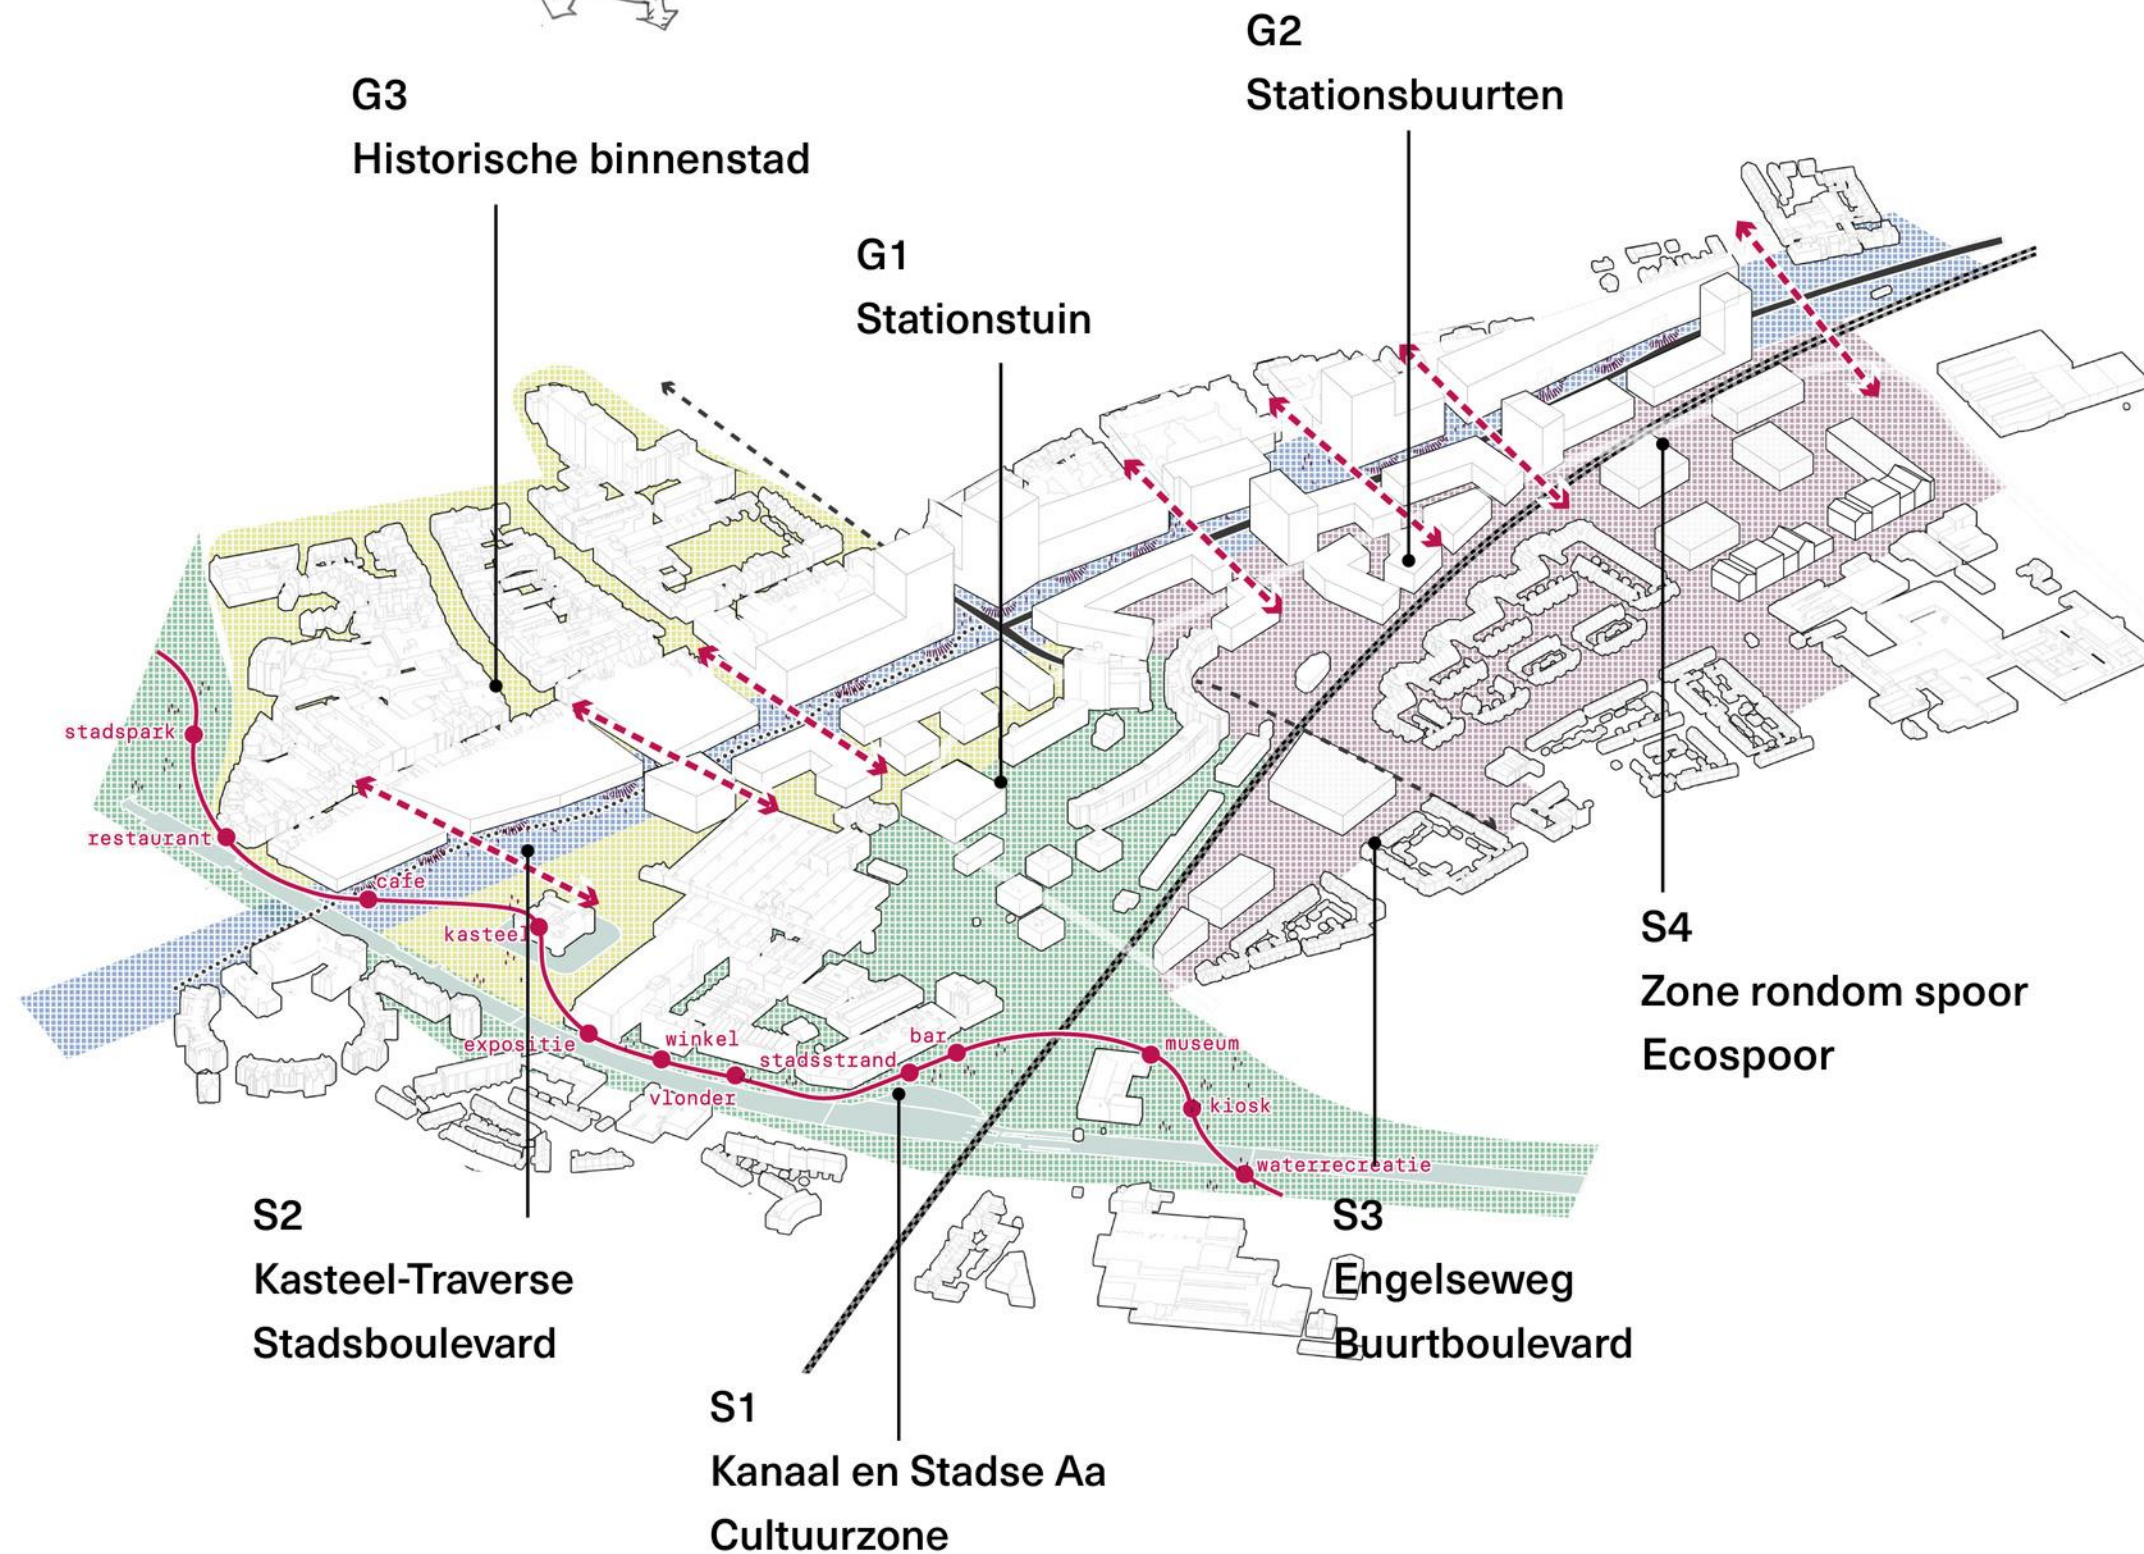 G2
Stationsbuurten
G3
Historische binnenstad
G1
Stationstuin
stadspark
restaurant
cafe
kasteel
expositie
winkel
vlonder
stadsstrand
bar
museum
kiosk
waterrecreatie
S4
Zone rondom spoor
Ecospoor
S2
Kasteel-Traverse
Stadsboulevard
S3
Engelseweg
Buurtboulevard
S1
Kanaal en Stadse Aa
Cultuurzone